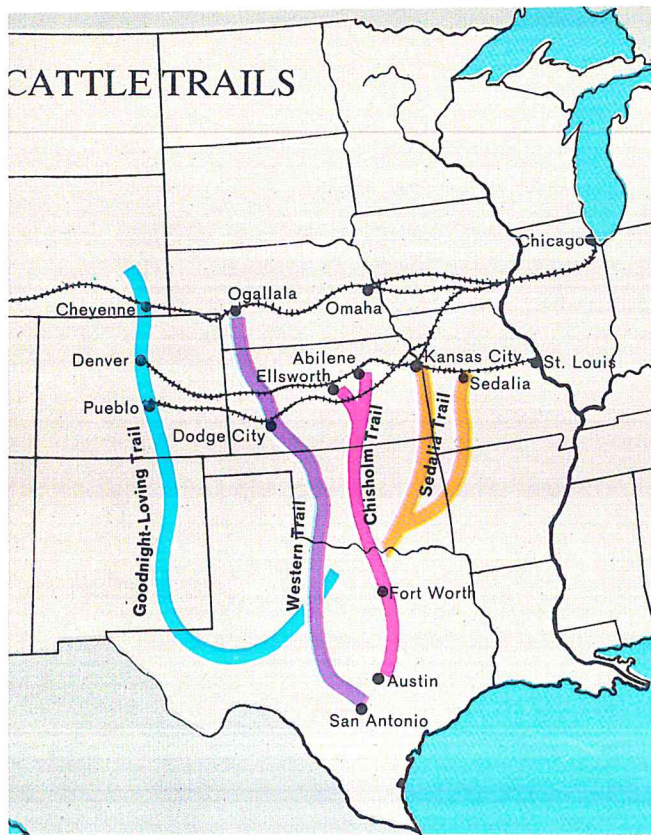 CATTLE TRAILS
Chicago
Cheyenne
Ogallala
Omaha
Denver
Abilene
Kansas City
St. Louis
Ellsworth
Sedalia
Pueblo
Dodge City
Goodnight-Loving Trail
Western Trail
Chisholm Trail
Sedalia Trail
Fort Worth
Austin
San Antonio